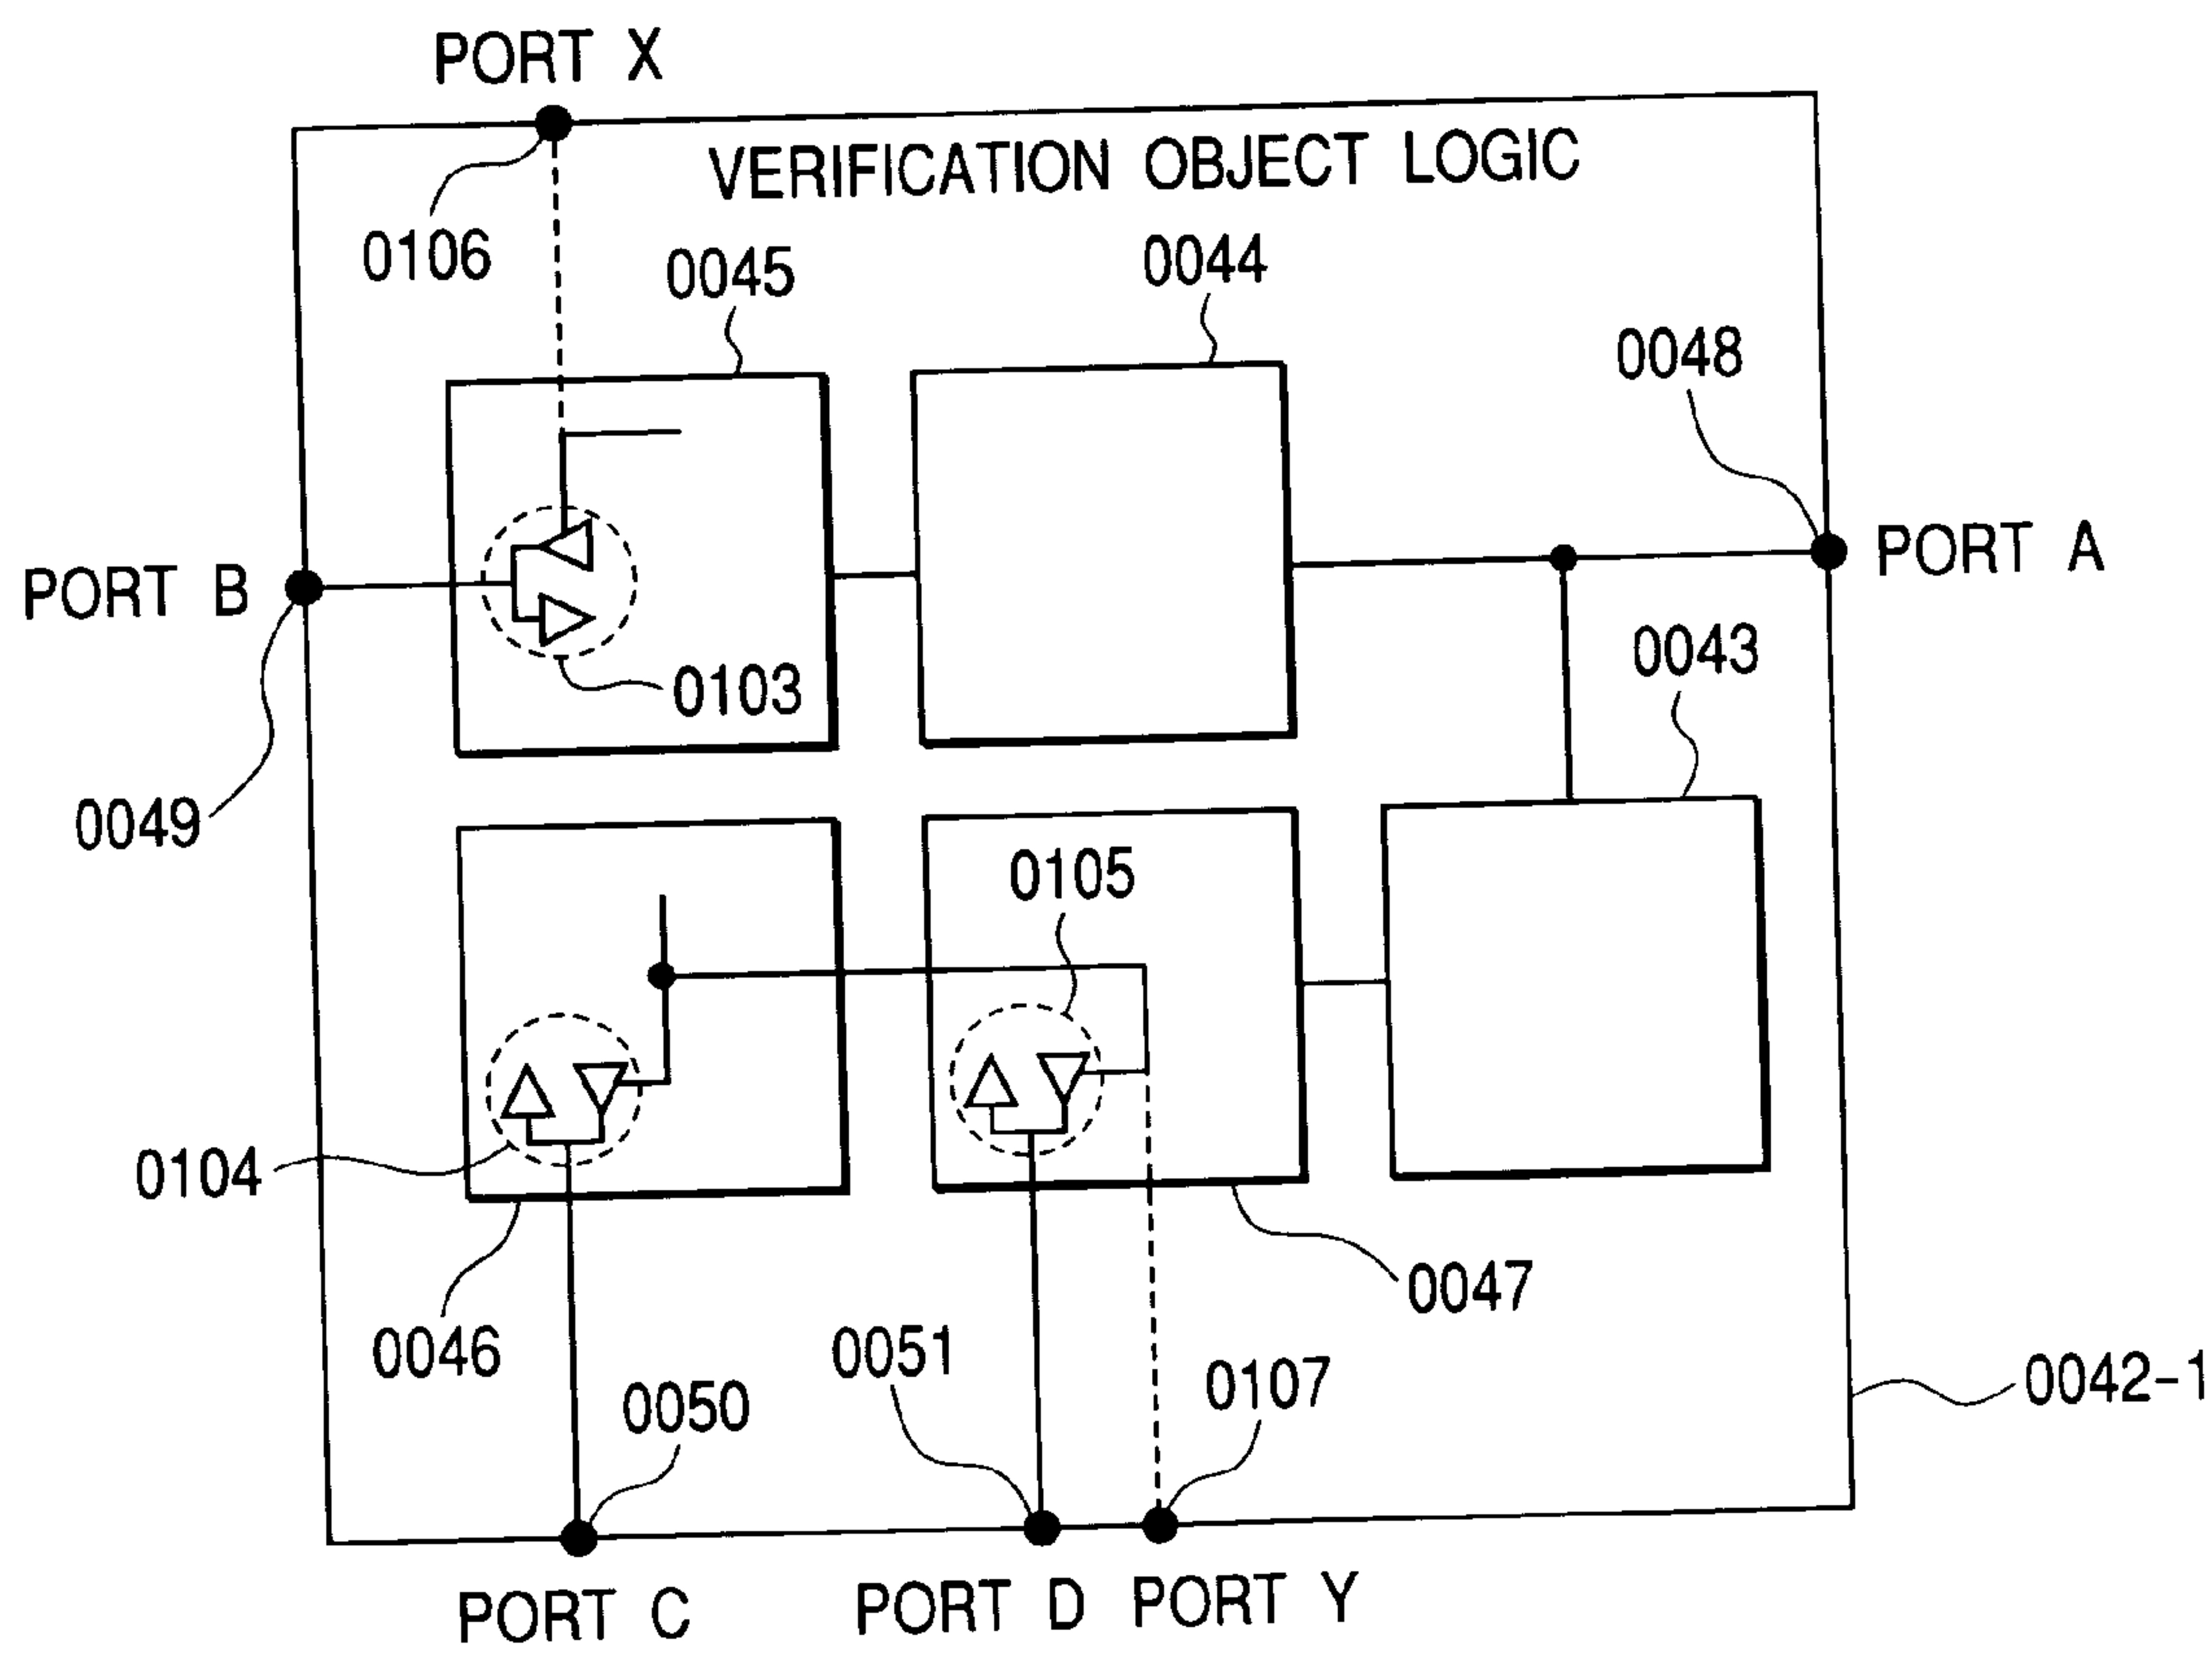 PORT X
VERIFICATION OBJECT LOGIC
0106
0045
0044
0048
PORT B
PORT A
0103
0043
0049
0105
0104
0047
0046
0051
0050
0107
0042-1
PORT C
PORT D
PORT Y